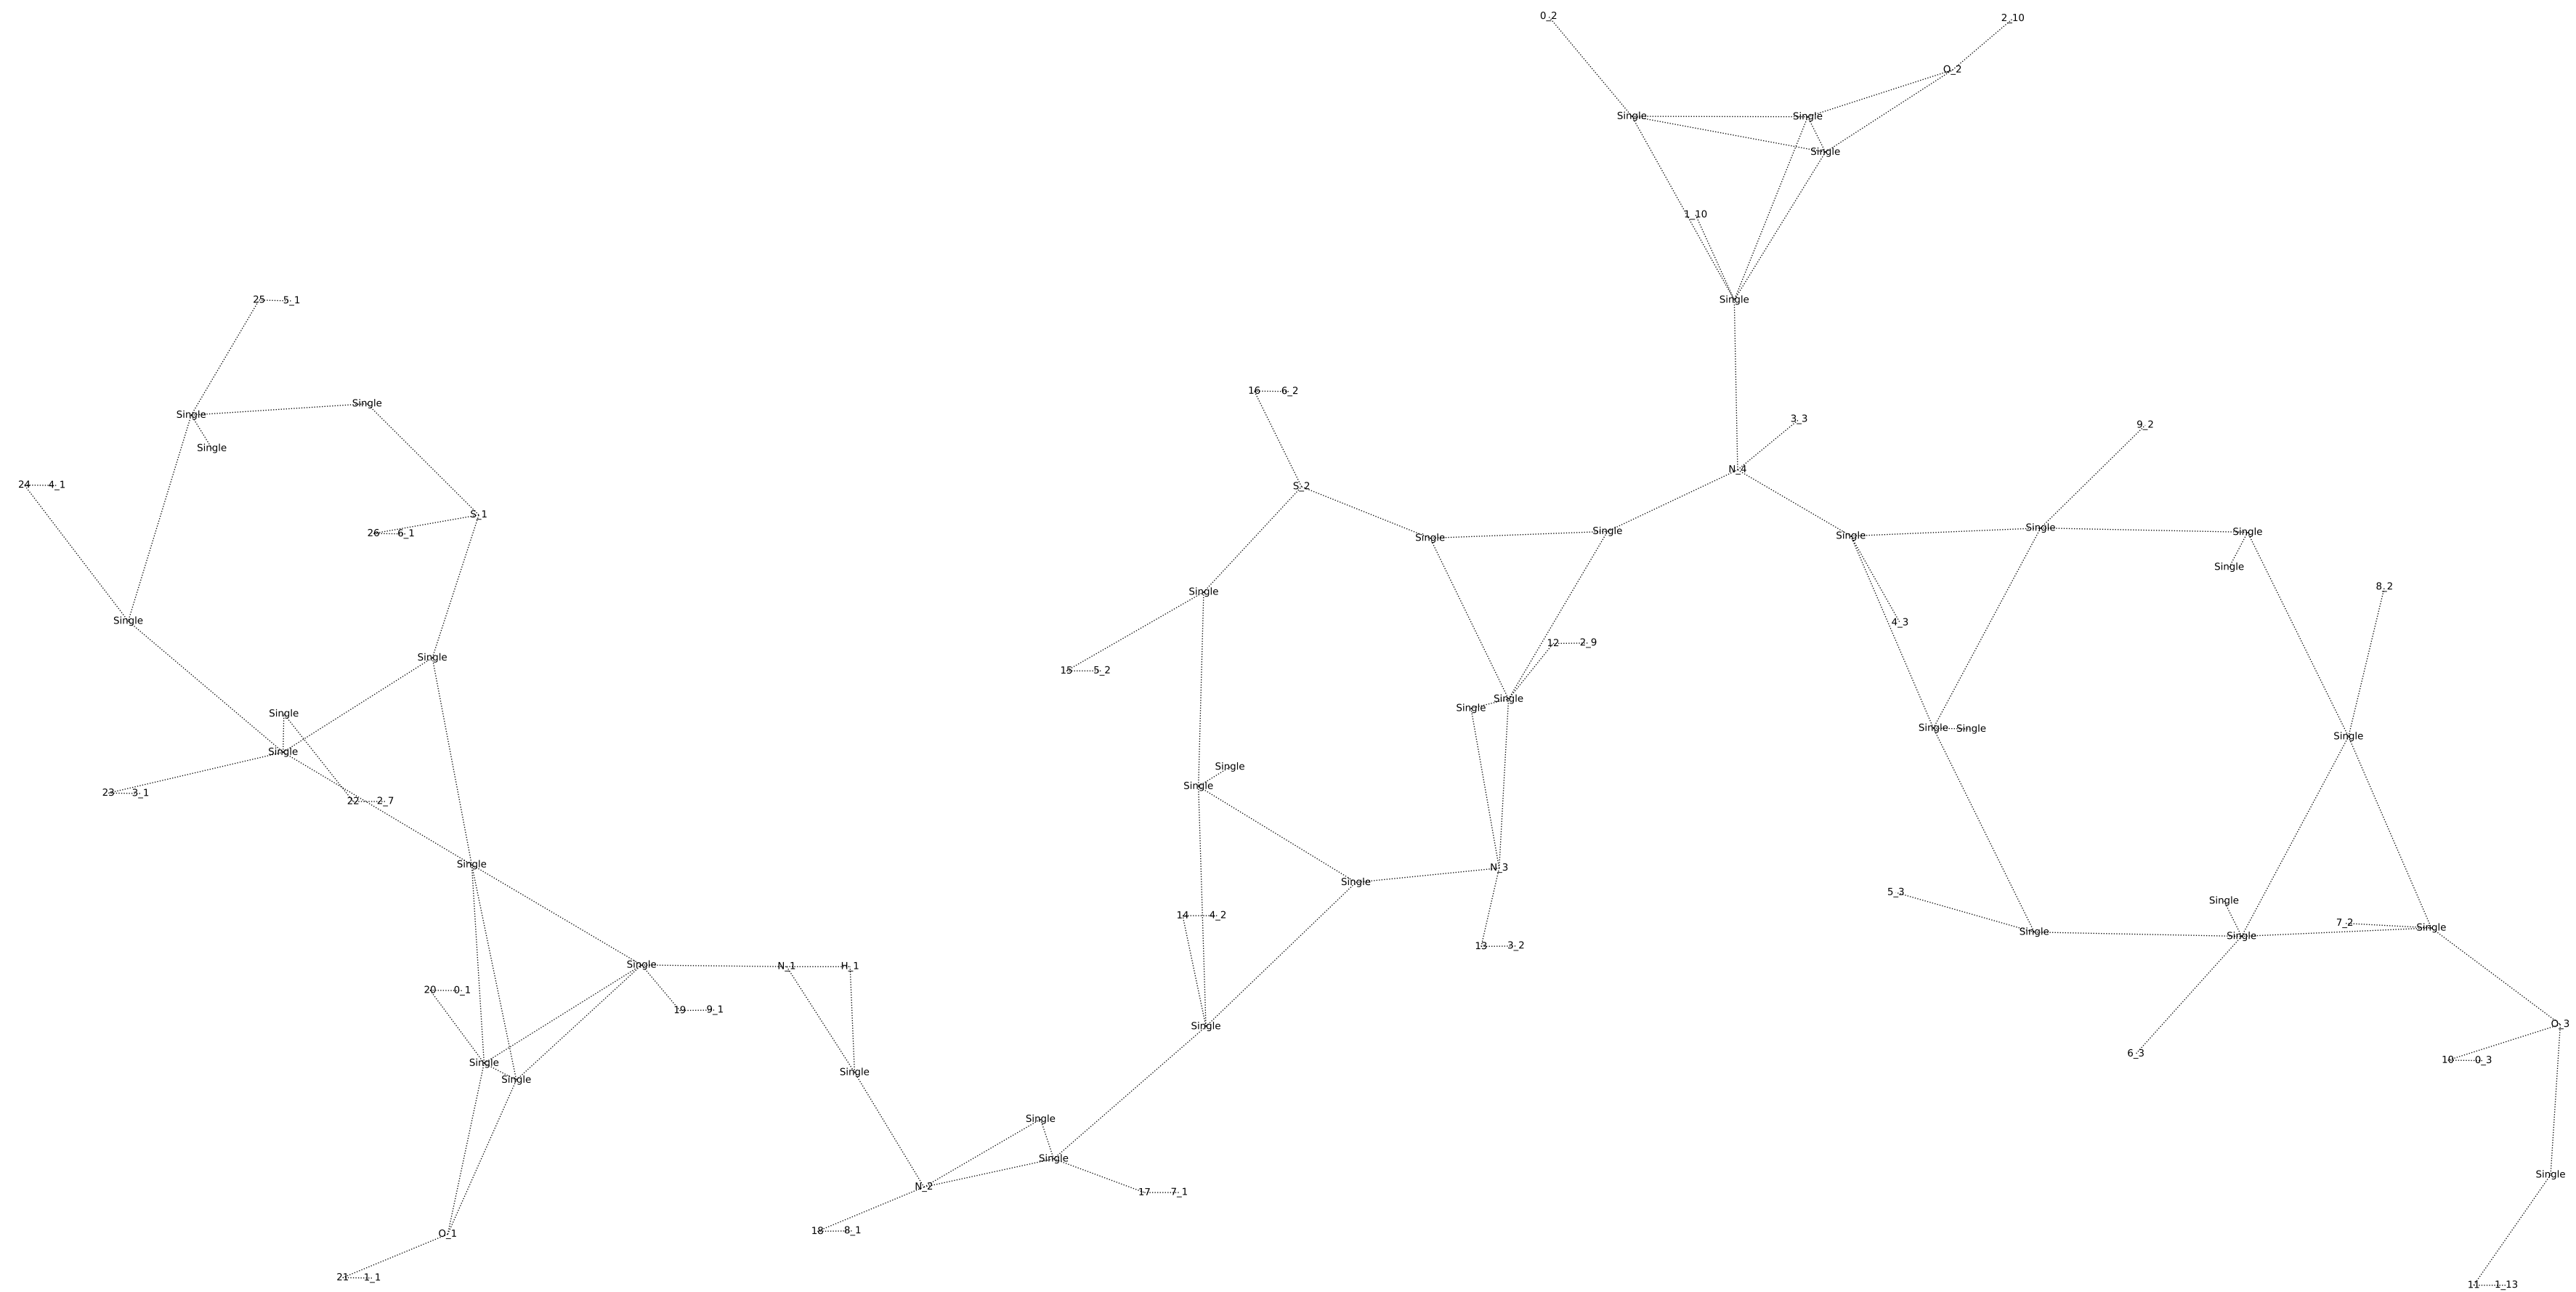 0_2
2_10
O_2
Single
Single
Single
1_10
Single
25 5_1
16 6_2
Single
Single
3_3
9_2
Single
N_4
24 4_1
S_2
S_1
26 6_1
Single
Single
Single
Single
Single
Single
8_2
Single
Single
4_3
12 2_9
Single
15 5_2
Single
Single
Single
Single
Single
Single
Single
Single
Single
Single
23 3_1
22 2_7
Single
N_3
Single
5_3
Single
14 4_2
7_2
Single
Single
Single
13 3_2
Single
N_1
H_1
20 0_1
19 9_1
O_3
Single
6_3
10 0_3
Single
Single
Single
Single
Single
Single
N_2
17 7_1
18 8_1
O_1
21 1_1
11 1_13